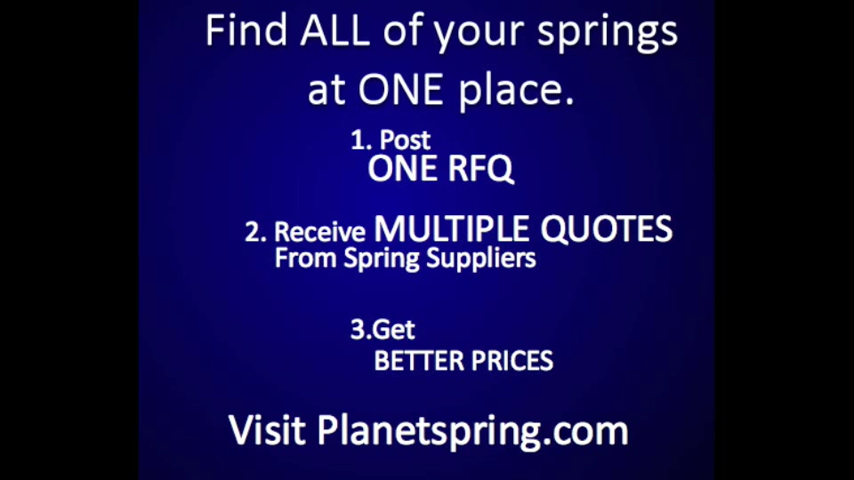 Find ALL of your springs
at ONE place.
1. Post
ONE RFQ
2. Receive MULTIPLE QUOTES
From Spring Suppliers
3.Get
BETTER PRICES
Visit Planetspring.com